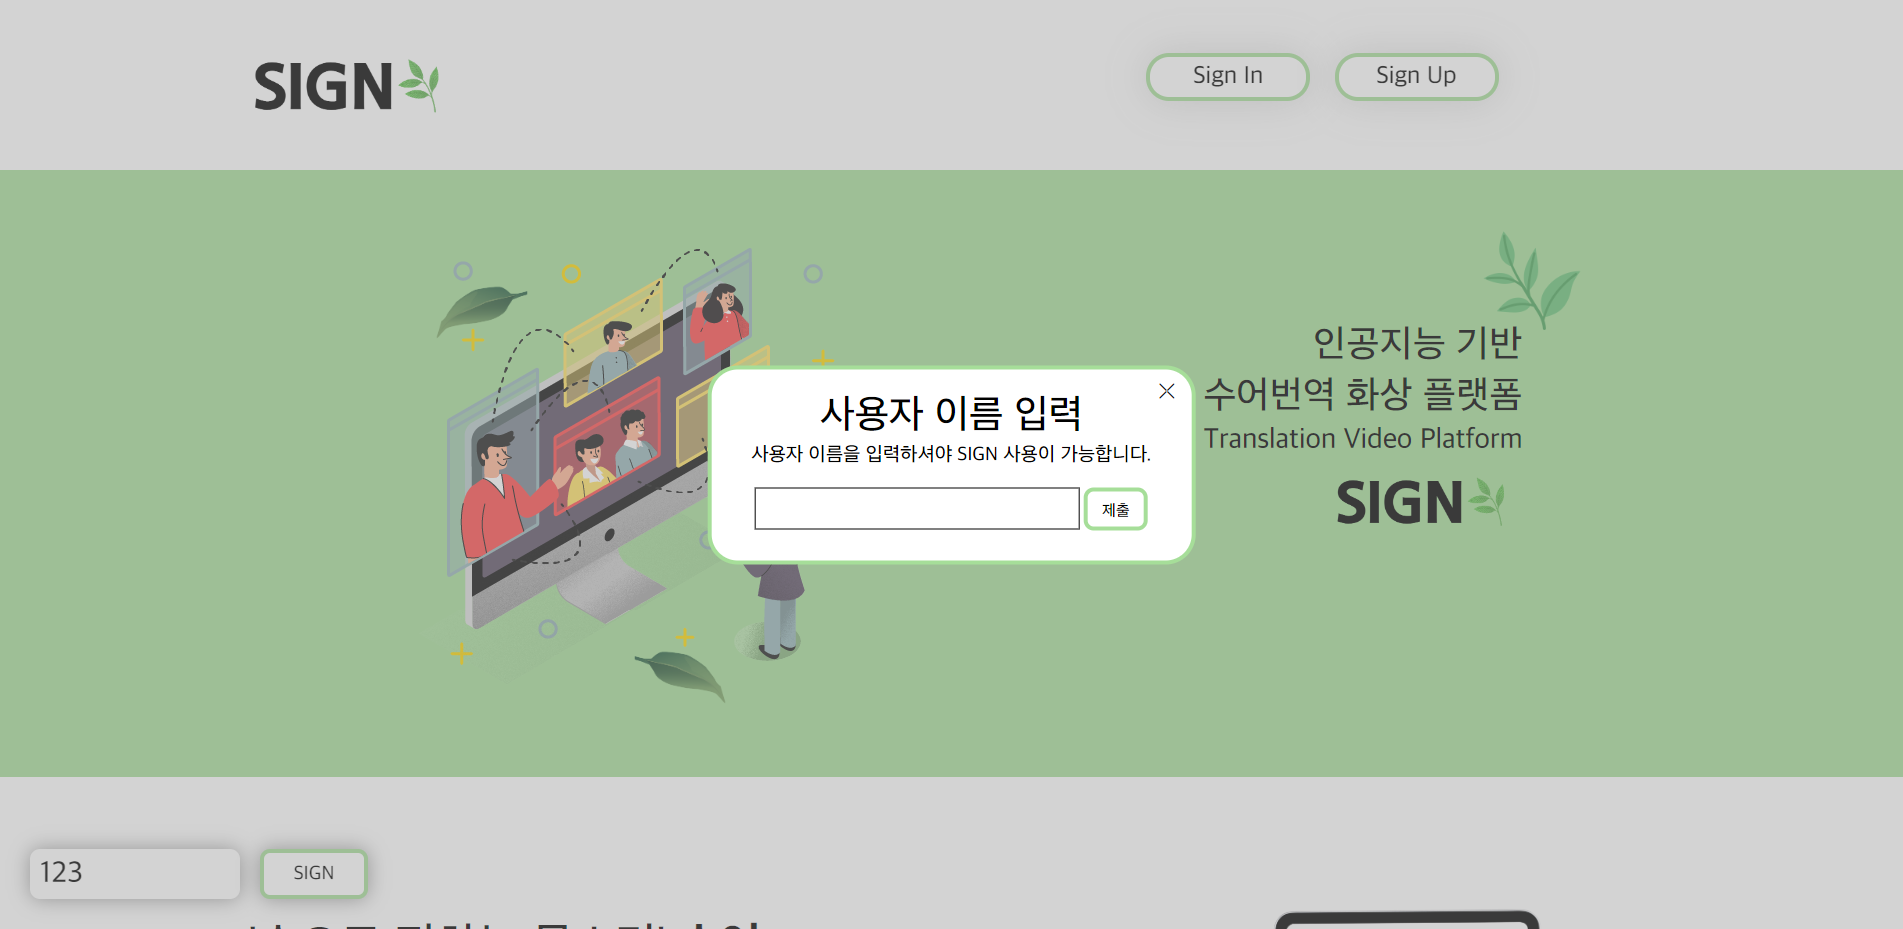 SIGN
Sign In
Sign Up
인공지능 기반
수어번역 화상 플랫폼
Translation Video Platform
SIGN
사용자 이름 입력
사용자 이름을 입력하셔야 SIGN 사용이 가능합니다.
제출
123
SIGN